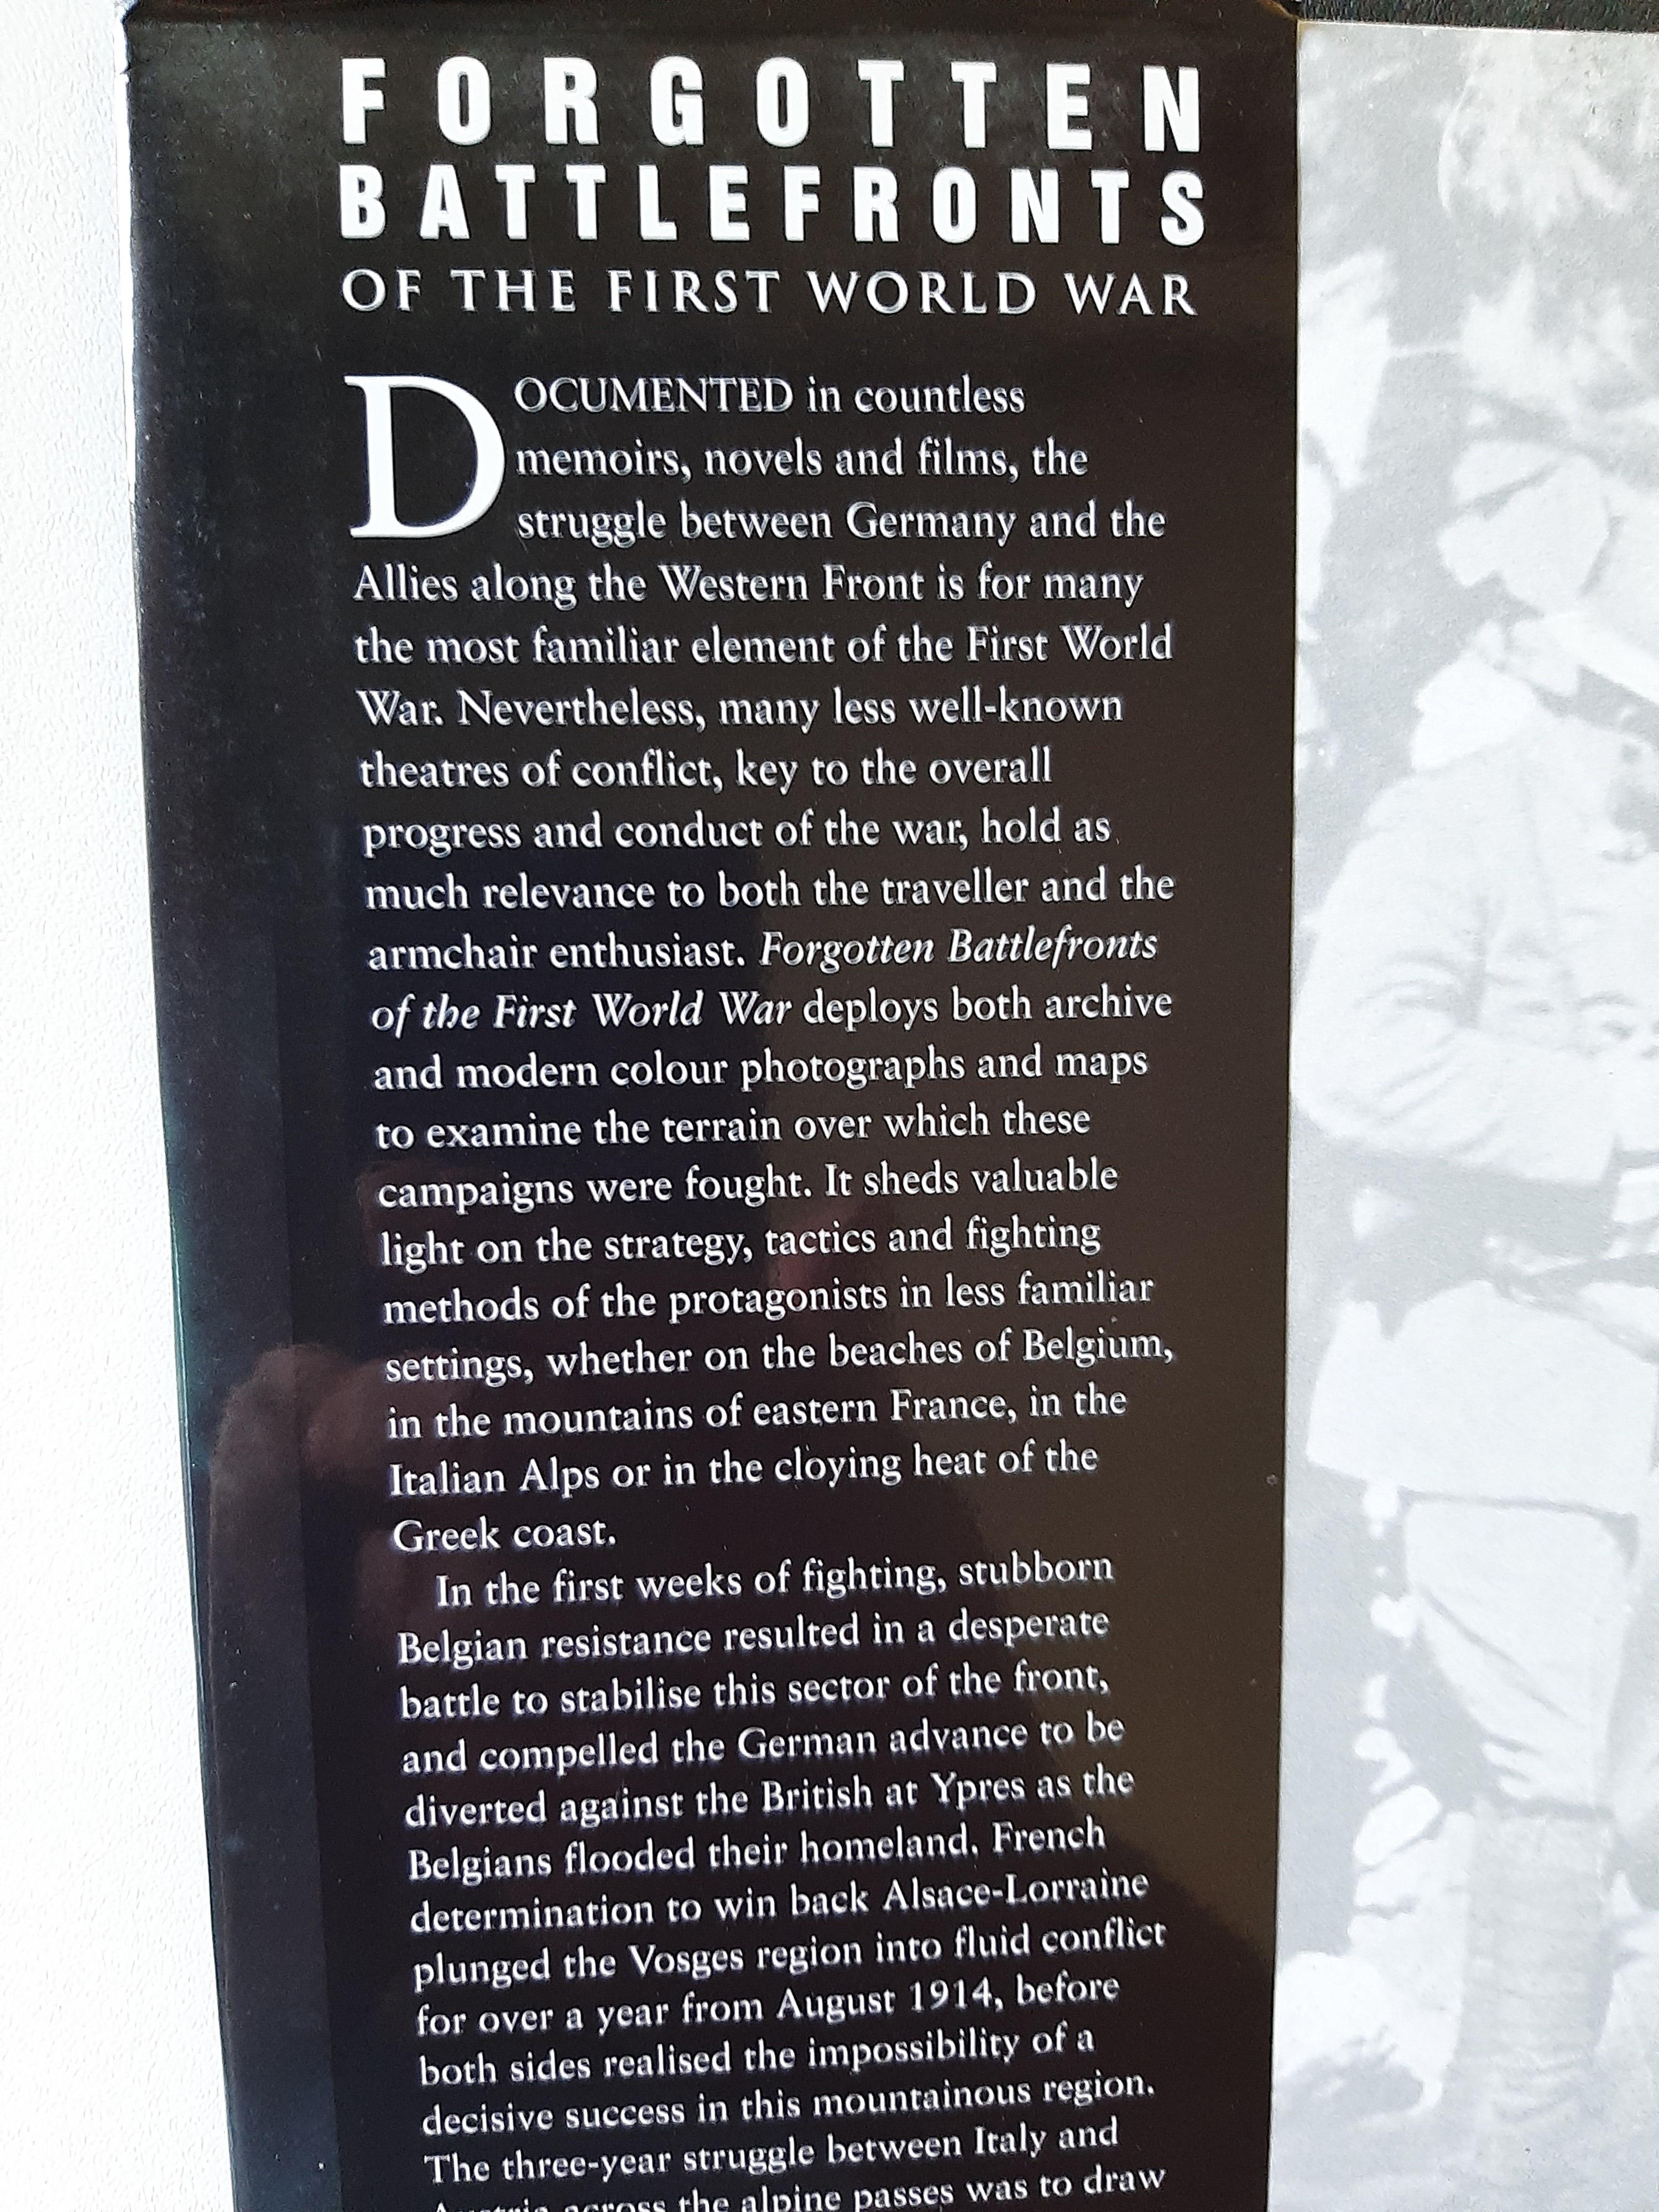 FORGOTTEN
BATTLEFRONTS
OF THE FIRST WORLD WAR
DOCUMENTED in countless
memoirs, novels and films, the
struggle between Germany and the
Allies along the Western Front is for many
the most familiar element of the First World
War. Nevertheless, many less well-known
theatres of conflict, key to the overall
progress and conduct of the war, hold as
much relevance to both the traveller and the
armchair enthusiast. Forgotten Battlefronts
of the First World War deploys both archive
and modern colour photographs and maps
to examine the terrain over which these
campaigns were fought. It sheds valuable
light on the strategy, tactics and fighting
methods of the protagonists in less familiar
settings, whether on the beaches of Belgium,
in the mountains of eastern France, in the
Italian Alps or in the cloying heat of the
Greek coast.
In the first weeks of fighting, stubborn
Belgian resistance resulted in a desperate
battle to stabilise this sector of the front,
and compelled the German advance to be
diverted against the British at Ypres as the
Belgians flooded their homeland. French
determination to win back Alsace-Lorraine
plunged the Vosges region into fluid conflict
for over a year from August 1914, before
both sides realised the impossibility of a
decisive success in this mountainous region.
The three-year struggle between Italy and
Austria across the alpine passes was to draw